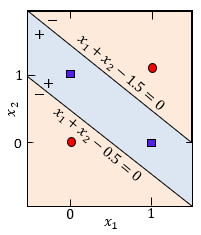 −
+
x₁+x₂−1.5=0
1
+
−
x₂
x₁+x₂−0.5=0
0
0
1
x₁